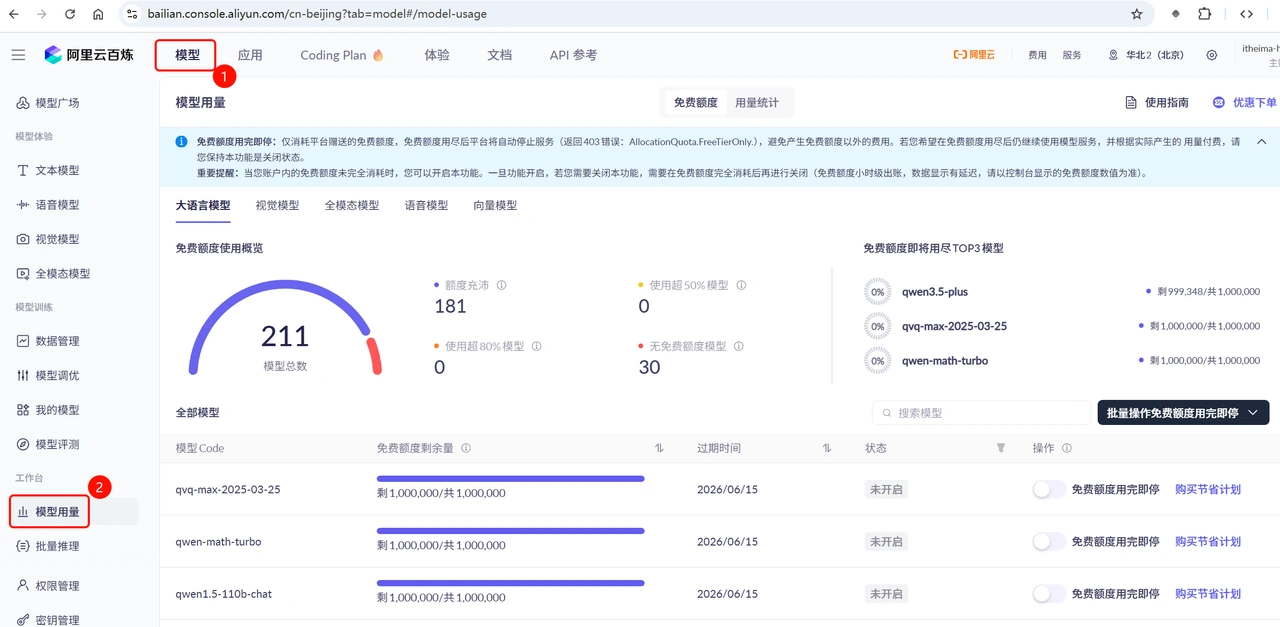 bailian.console.aliyun.com/cn-beijing?tab=model#/model-usage
阿里云百炼
模型
1
应用
Coding Plan
体验
文档
API 参考
阿里云
费用
服务
华北2（北京）
itheima-h
模型广场
模型体验
文本模型
语音模型
视觉模型
全模态模型
模型训练
数据管理
模型调优
我的模型
模型评测
工作台
2
模型用量
批量推理
权限管理
密钥管理
模型用量
免费额度
用量统计
使用指南
优惠下单
免费额度用完即停：仅消耗平台赠送的免费额度，免费额度用尽后平台将自动停止服务（返回 403 错误：AllocationQuota.FreeTierOnly.），避免产生免费额度以外的费用。若您希望在免费额度用尽后仍继续使用模型服务，并根据实际产生的 用量付费，请
您保持本功能是关闭状态。
重要提醒：当您账户内的免费额度未完全消耗时，您可以开启本功能。一旦功能开启，若您需要关闭本功能，需要在免费额度完全消耗后再进行关闭（免费额度小时级出账，数据显示有延迟，请以控制台显示的免费额度数值为准）。
大语言模型
视觉模型
全模态模型
语音模型
向量模型
免费额度使用概览
211
模型总数
额度充沛
181
使用超 50% 模型
0
使用超 80% 模型
0
无免费额度模型
30
免费额度即将用尽 TOP3 模型
0% qwen3.5-plus 剩 999,348/共 1,000,000
0% qvq-max-2025-03-25 剩 1,000,000/共 1,000,000
0% qwen-math-turbo 剩 1,000,000/共 1,000,000
全部模型
搜索模型
批量操作免费额度用完即停
模型 Code 免费额度剩余量 过期时间 状态 操作
qvq-max-2025-03-25 剩 1,000,000/共 1,000,000 2026/06/15 未开启 免费额度用完即停 购买节省计划
qwen-math-turbo 剩 1,000,000/共 1,000,000 2026/06/15 未开启 免费额度用完即停 购买节省计划
qwen1.5-110b-chat 剩 1,000,000/共 1,000,000 2026/06/15 未开启 免费额度用完即停 购买节省计划